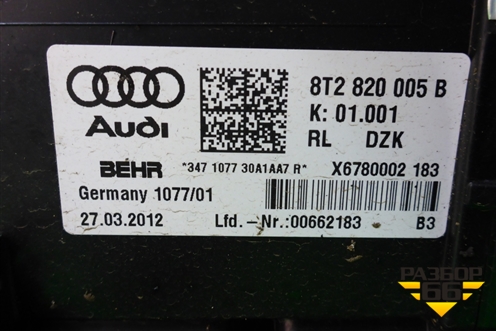 8T2 820 005 B
K: 01.001
Audi
RL DZK
BEHR *347 1077 30A1AA7 R* X6780002 183
Germany 1077/01
27.03.2012 Lfd.-Nr.:00662183 B3
РАЗБОР
66